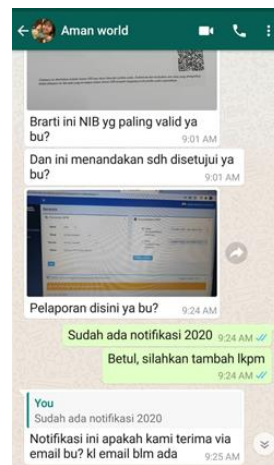 Aman world
Brarti ini NIB yg paling valid ya
bu?
9:01 AM
Dan ini menandakan sdh disetujui ya
bu?
9:01 AM
Pelaporan disini ya bu?
9:24 AM
Sudah ada notifikasi 2020
9:24 AM
Betul, silahkan tambah lkpm
9:24 AM
You
Sudah ada notifikasi 2020
Notifikasi ini apakah kami terima via
email bu? kl email blm ada
9:25 AM